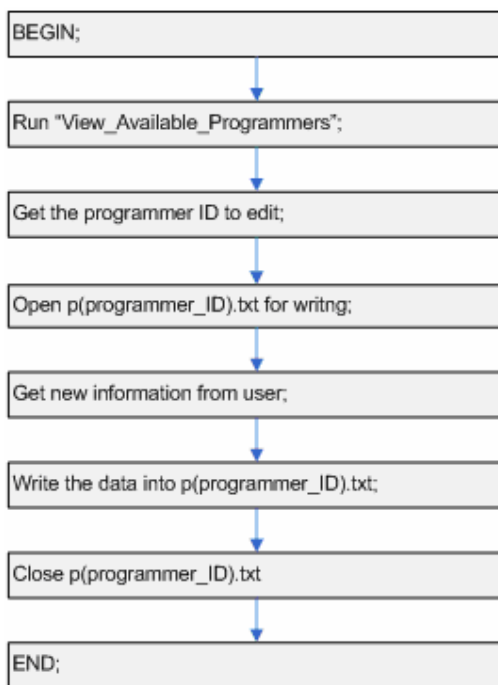 BEGIN;
Run “View_Available_Programmers”;
Get the programmer ID to edit;
Open p(programmer_ID).txt for writng;
Get new information from user;
Write the data into p(programmer_ID).txt;
Close p(programmer_ID).txt
END;